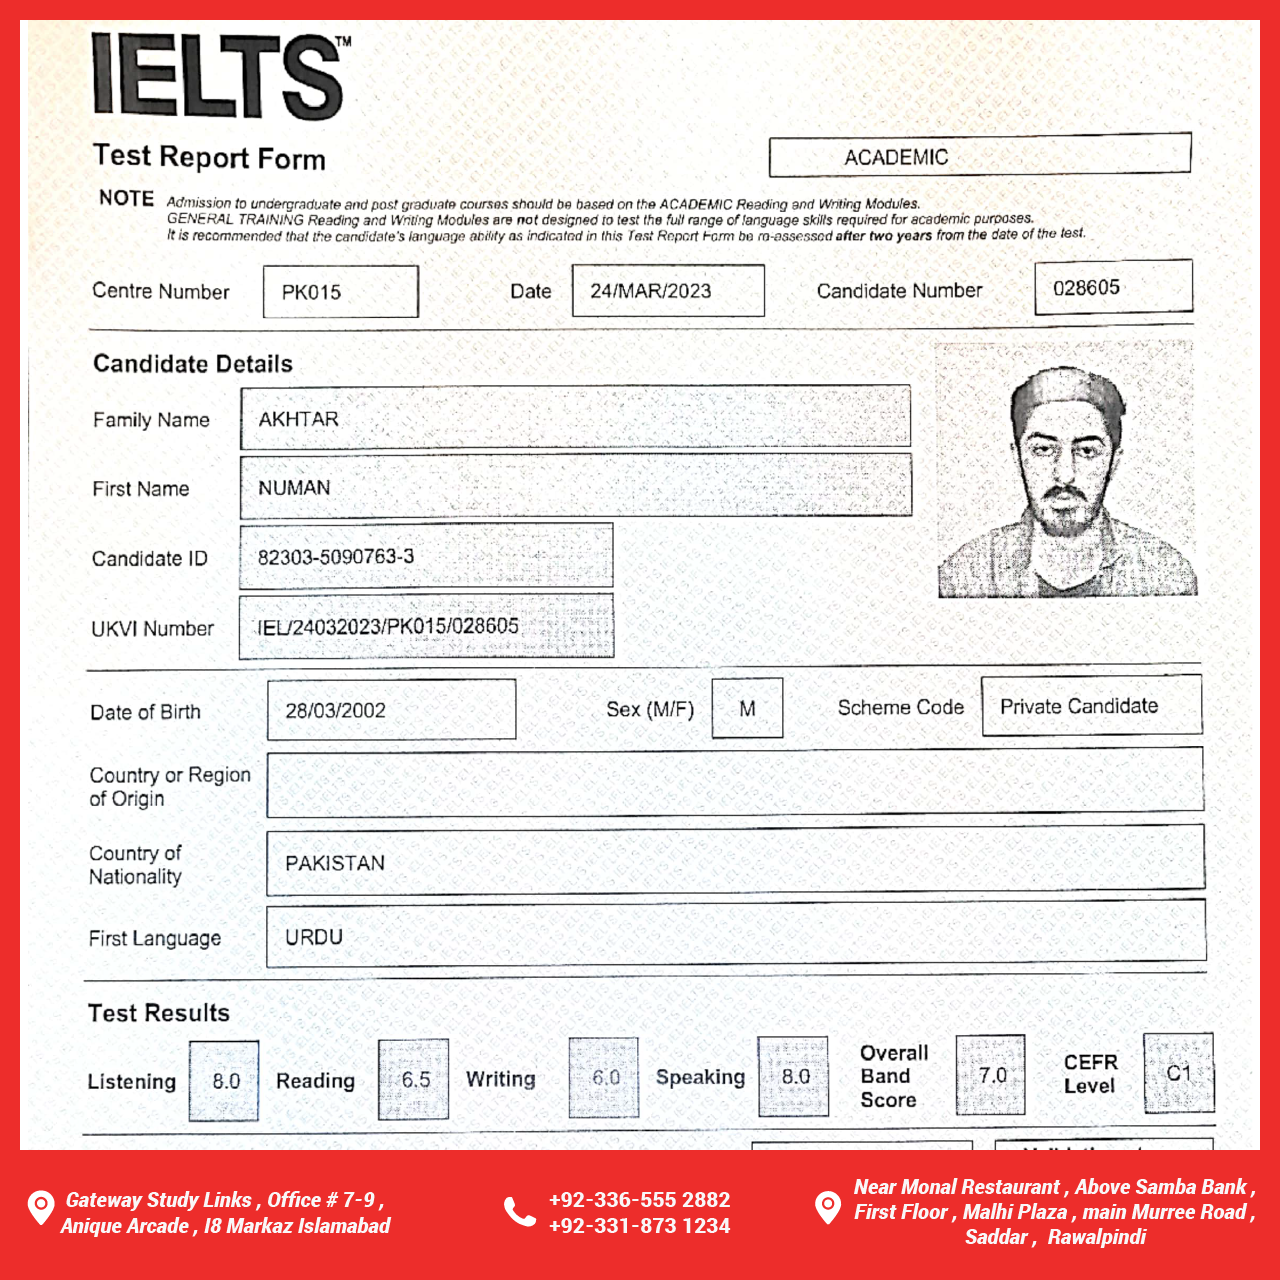 IELTS™
Test Report Form
ACADEMIC
NOTE Admission to undergraduate and post graduate courses should be based on the ACADEMIC Reading and Writing Modules.
GENERAL TRAINING Reading and Writing Modules are not designed to test the full range of language skills required for academic purposes.
It is recommended that the candidate's language ability as indicated in this Test Report Form be re-assessed after two years from the date of the test.
Centre Number PK015 Date 24/MAR/2023 Candidate Number 028605
Candidate Details
Family Name AKHTAR
First Name NUMAN
Candidate ID 82303-5090763-3
UKVI Number IEL/24032023/PK015/028605
Date of Birth 28/03/2002 Sex (M/F) M Scheme Code Private Candidate
Country or Region
of Origin
Country of
Nationality
PAKISTAN
First Language URDU
Test Results
Listening 8.0 Reading 6.5 Writing 6.0 Speaking 8.0
Overall
Band
Score
7.0
CEFR
Level
C1
Gateway Study Links , Office # 7-9 ,
Anique Arcade , I8 Markaz Islamabad
+92-336-555 2882
+92-331-873 1234
Near Monal Restaurant , Above Samba Bank ,
First Floor , Malhi Plaza , main Murree Road ,
Saddar , Rawalpindi